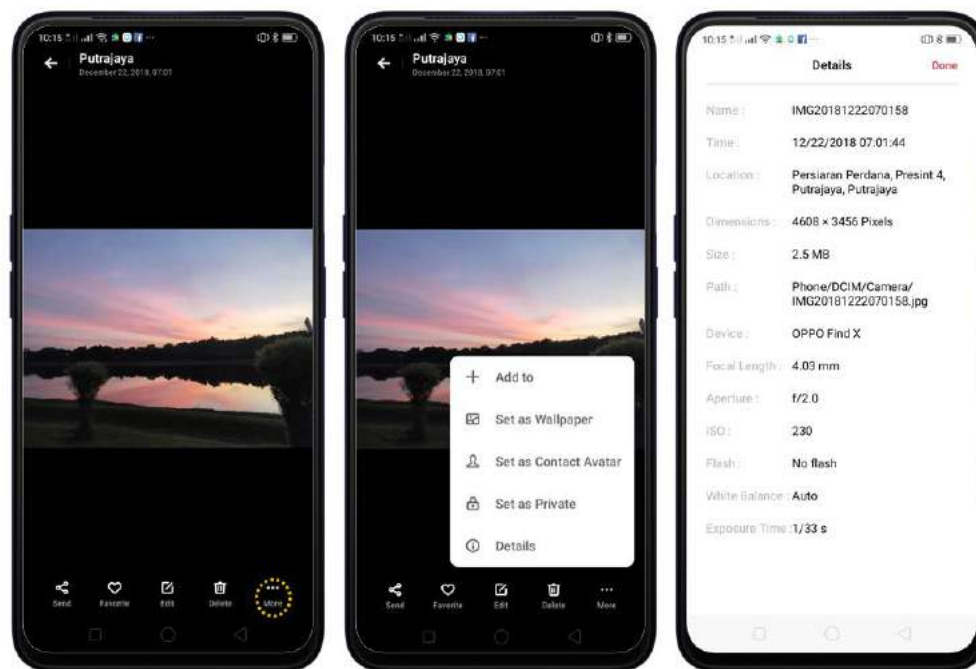 10:15
Putrajaya
December 22, 2018, 07:01
Send
Favorite
Edit
Delete
More
10:15
Putrajaya
December 22, 2018, 07:01
Add to
Set as Wallpaper
Set as Contact Avatar
Set as Private
Details
Send
Favorite
Edit
Delete
More
10:15
Details
Done
Name : IMG20181222070158
Time : 12/22/2018 07:01:44
Location : Persiaran Perdana, Presint 4,
Putrajaya, Putrajaya
Dimensions : 4608 × 3456 Pixels
Size : 2.5 MB
Path : Phone/DCIM/Camera/
IMG20181222070158.jpg
Device : OPPO Find X
Focal Length : 4.03 mm
Aperture : f/2.0
ISO : 230
Flash : No flash
White Balance : Auto
Exposure Time :1/33 s